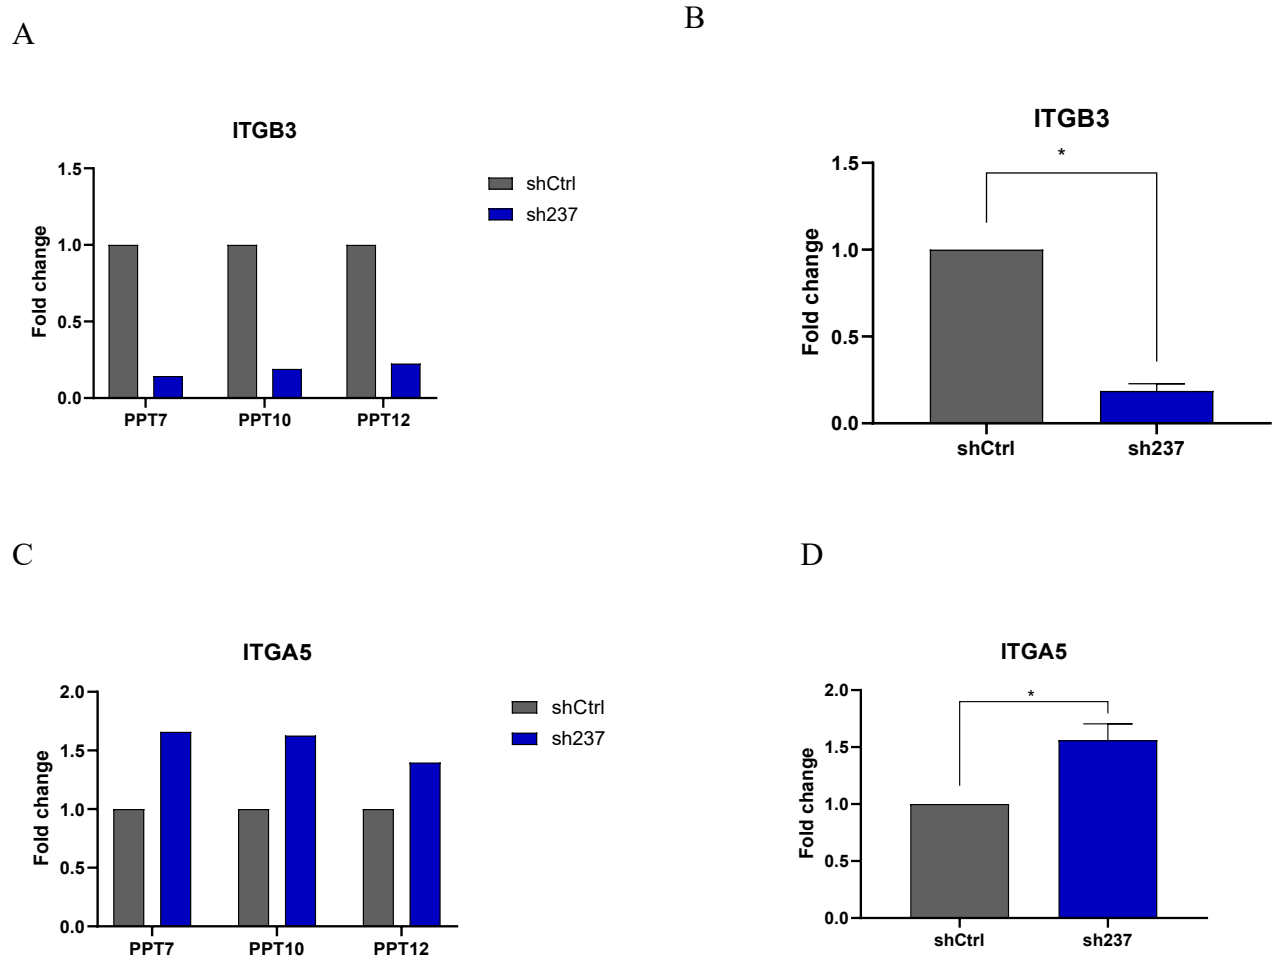 A
B
ITGB3
1.5
1.0
0.5
0.0
Fold change
PPT7
PPT10
PPT12
shCtrl
sh237
ITGB3
*
1.5
1.0
0.5
0.0
Fold change
shCtrl
sh237
C
D
ITGA5
2.0
1.5
1.0
0.5
0.0
Fold change
PPT7
PPT10
PPT12
shCtrl
sh237
ITGA5
*
2.0
1.5
1.0
0.5
0.0
Fold change
shCtrl
sh237